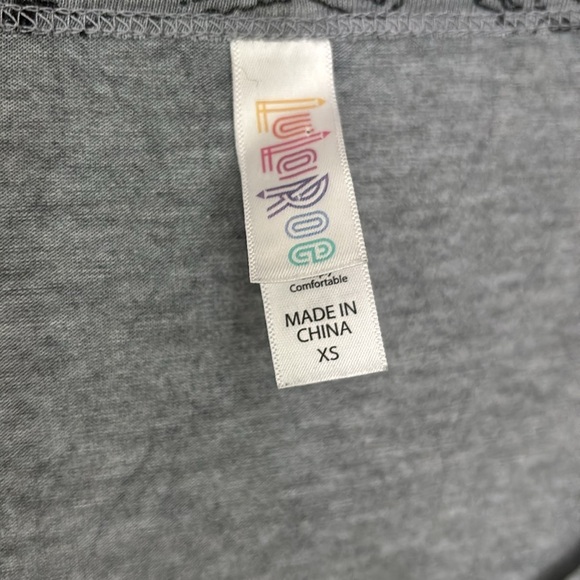 LuLaRoe
Comfortable
MADE IN
CHINA
XS